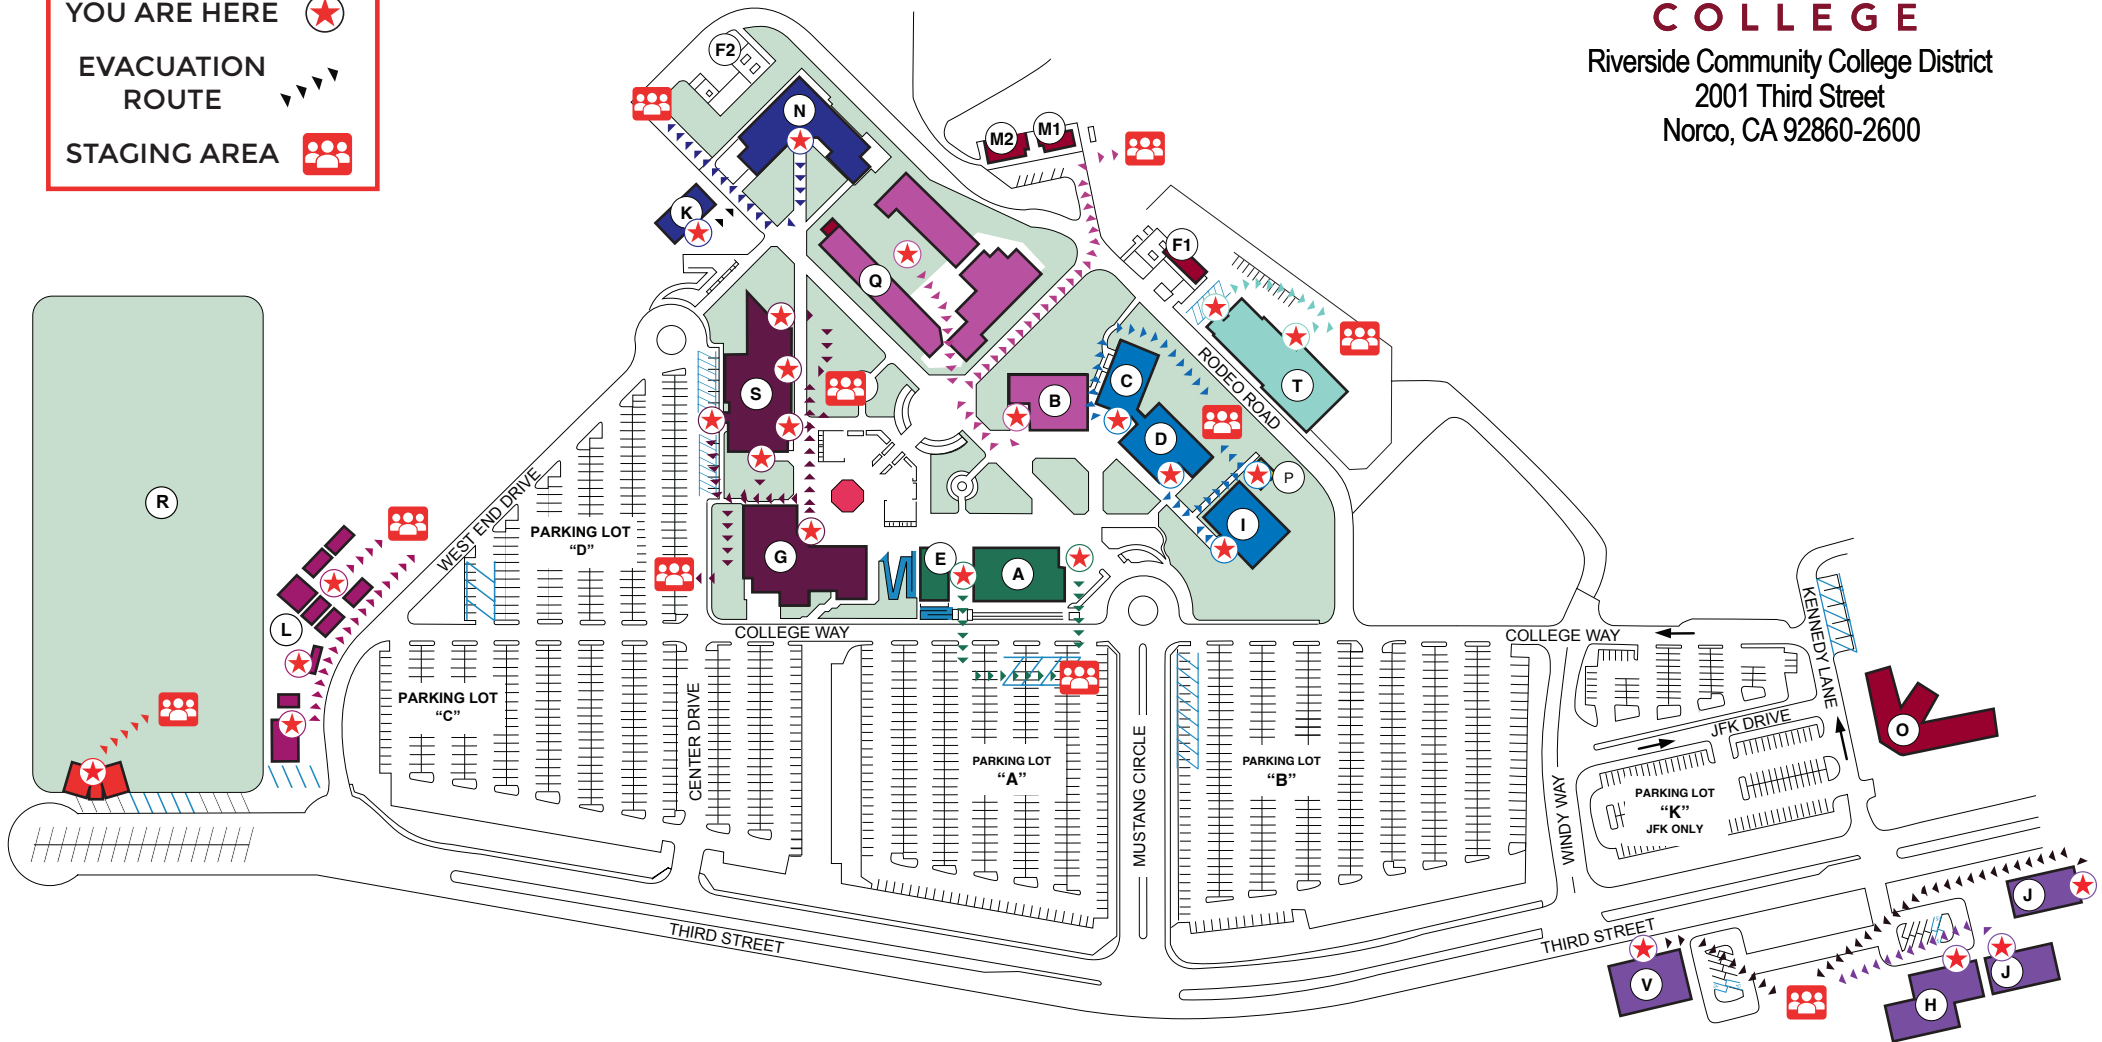 YOU ARE HERE
EVACUATION
ROUTE
STAGING AREA
COLLEGE
Riverside Community College District
2001 Third Street
Norco, CA 92860-2600
F2
N
M2
M1
K
F1
Q
S
C
B
T
D
RODEO ROAD
P
I
R
WEST END DRIVE
PARKING LOT
“D”
G
E
A
L
COLLEGE WAY
COLLEGE WAY
KENNEDY LANE
PARKING LOT
“C”
CENTER DRIVE
JFK DRIVE
O
PARKING LOT
“A”
MUSTANG CIRCLE
PARKING LOT
“B”
WINDY WAY
PARKING LOT
“K”
JFK ONLY
THIRD STREET
THIRD STREET
J
V
H
J